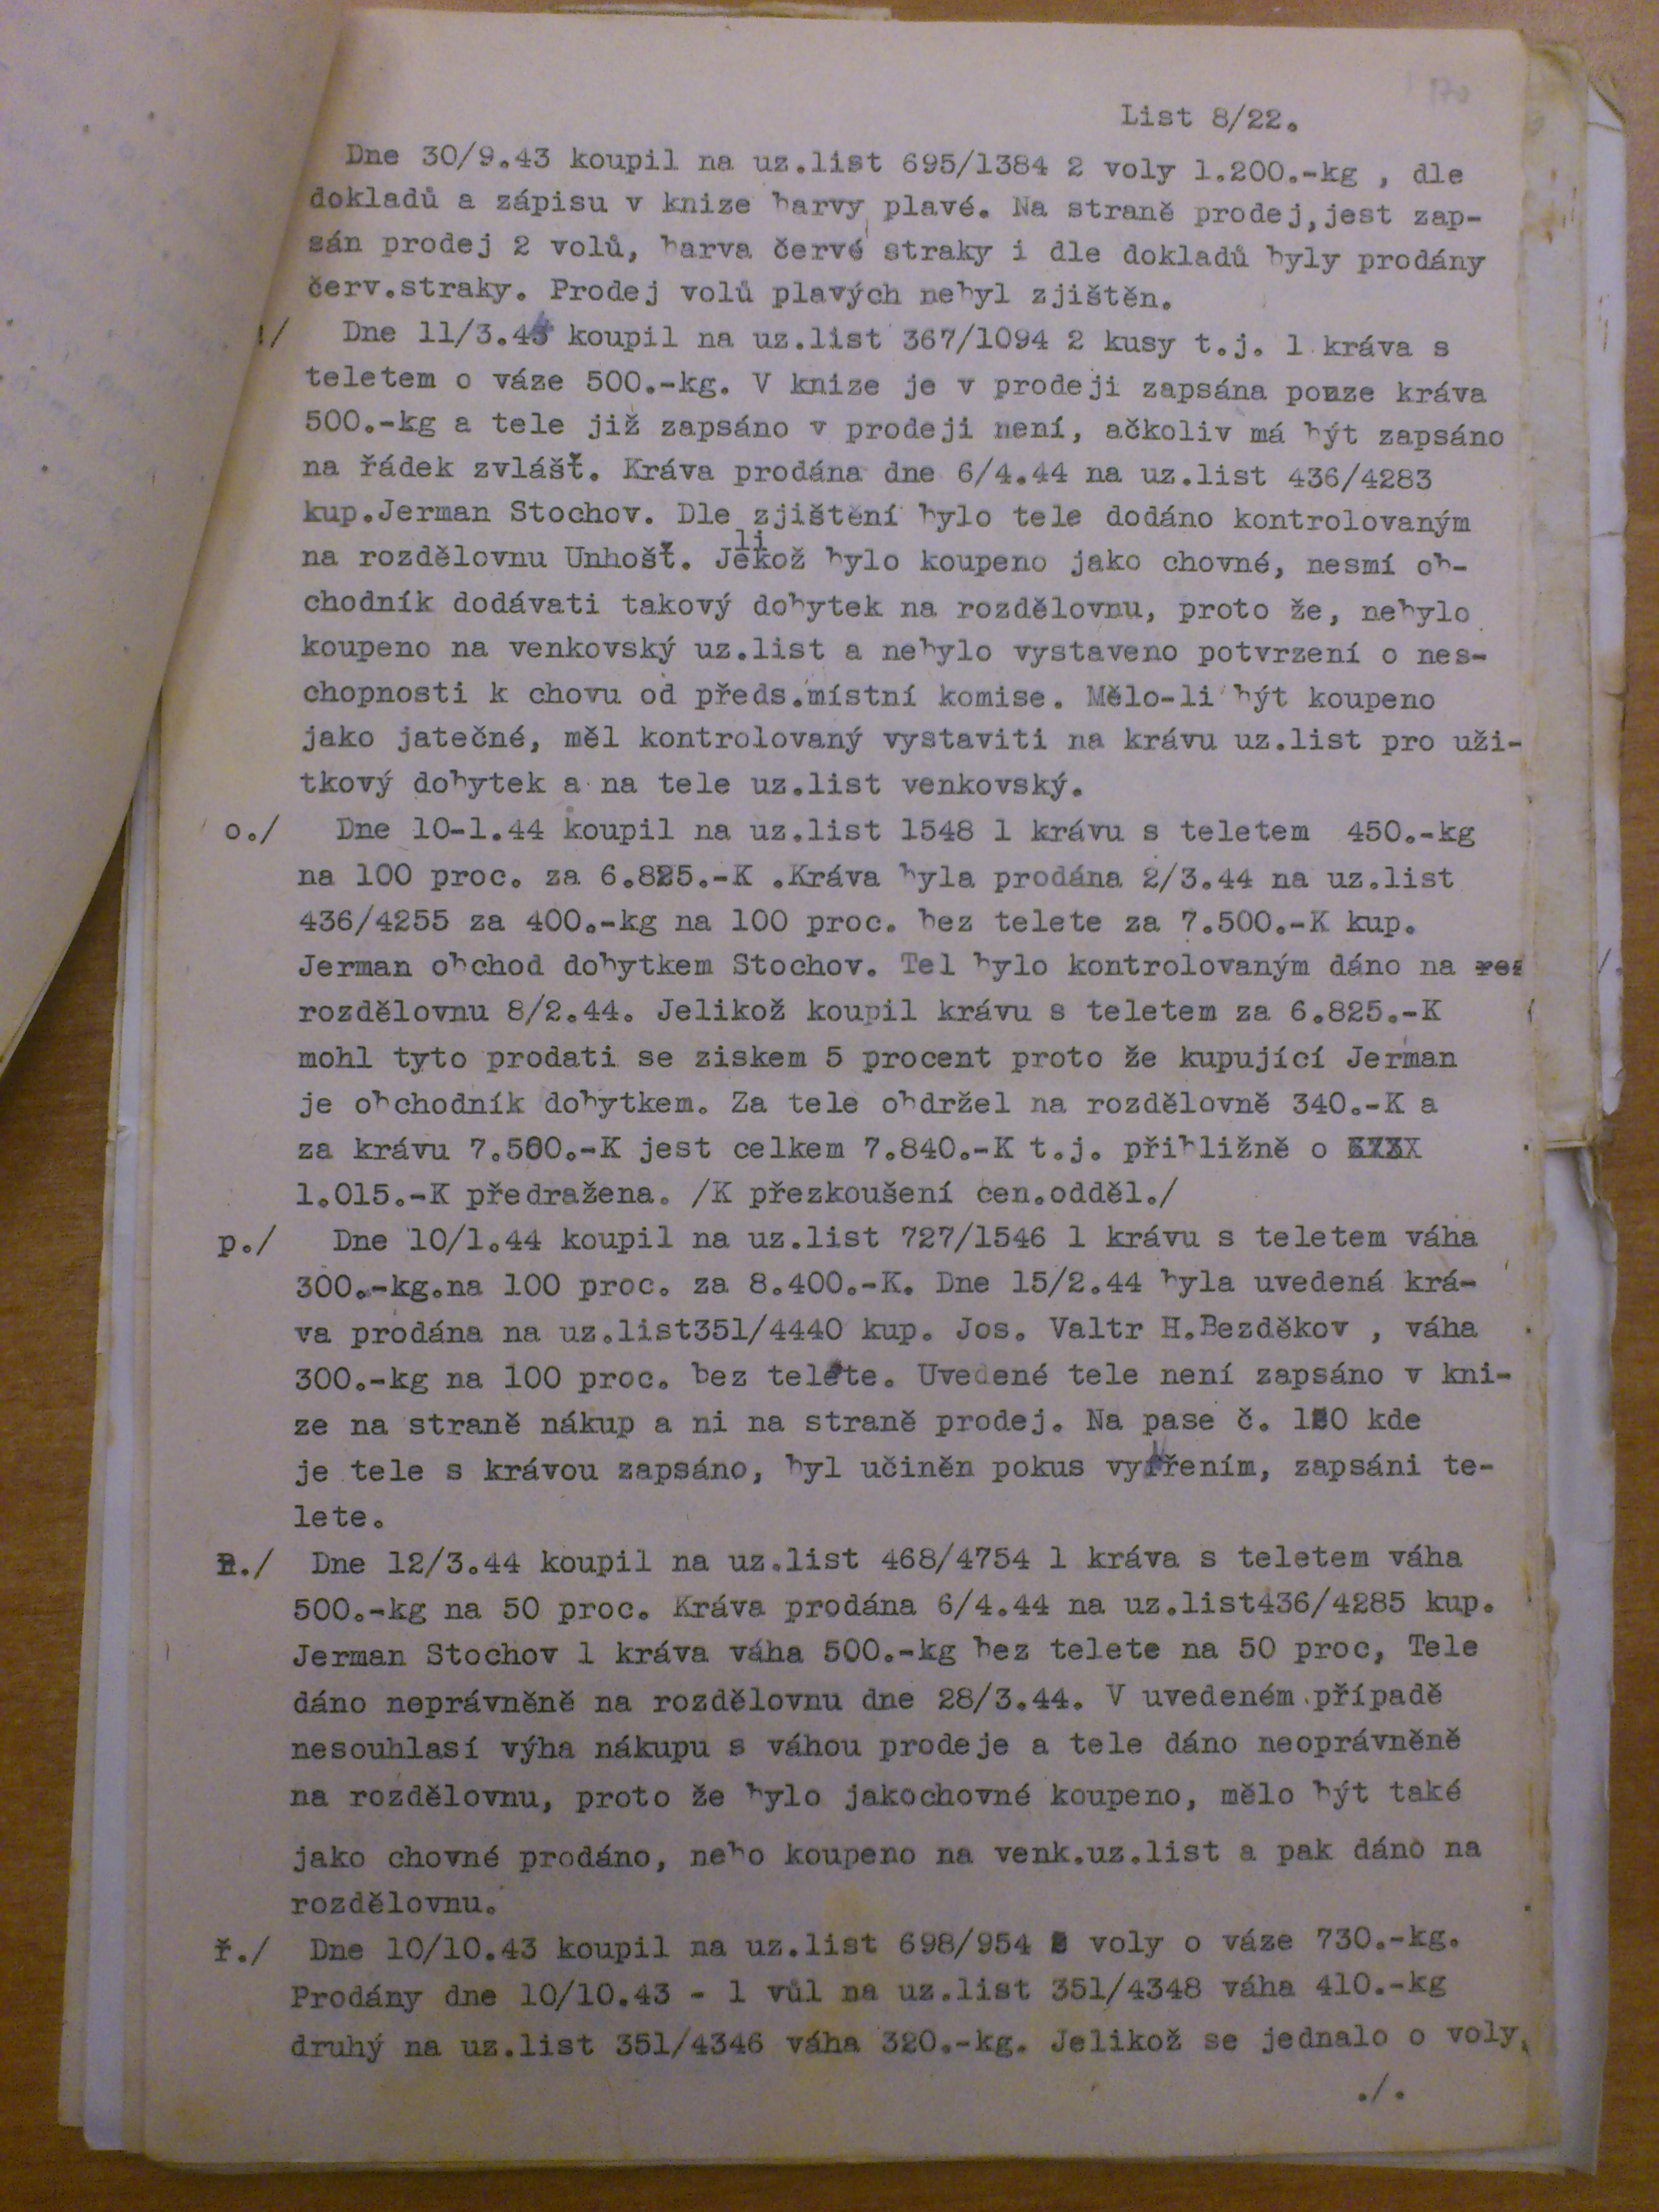 List 8/22.
Dne 30/9.43 koupil na uz.list 695/1384 2 voly 1.200.-kg , dle
dokladů a zápisu v knize barvy plavé. Na straně prodej,jest zap-
sán prodej 2 volů, barva červé straky i dle dokladů byly prodány
červ.straky. Prodej volů plavých nebyl zjištěn.
/ Dne 11/3.43 koupil na uz.list 367/1094 2 kusy t.j. 1 kráva s
teletem o váze 500.-kg. V knize je v prodeji zapsána pouze kráva
500.-kg a tele již zapsáno v prodeji není, ačkoliv má být zapsáno
na řádek zvlášť. Kráva prodána dne 6/4.44 na uz.list 436/4283
kup.Jerman Stochov. Dle zjištění bylo tele dodáno kontrolovaným
na rozdělovnu Unhošť. Jelikož bylo koupeno jako chovné, nesmí ob-
chodník dodávati takový dobytek na rozdělovnu, proto že, nebylo
koupeno na venkovský uz.list a nebylo vystaveno potvrzení o nes-
chopnosti k chovu od předs.místní komise. Mělo-li být koupeno
jako jatečné, měl kontrolovaný vystaviti na krávu uz.list pro uži-
tkový dobytek a na tele uz.list venkovský.
o./ Dne 10-1.44 koupil na uz.list 1548 1 krávu s teletem 450.-kg
na 100 proc. za 6.825.-K .Kráva byla prodána 2/3.44 na uz.list
436/4255 za 400.-kg na 100 proc. bez telete za 7.500.-K kup.
Jerman obchod dobytkem Stochov. Tel bylo kontrolovaným dáno na
rozdělovnu 8/2.44. Jelikož koupil krávu s teletem za 6.825.-K
mohl tyto prodati se ziskem 5 procent proto že kupující Jerman
je obchodník dobytkem. Za tele obdržel na rozdělovně 340.-K a
za krávu 7.500.-K jest celkem 7.840.-K t.j. přibližně o
1.015.-K předražena. /K přezkoušení cen.odděl./
p./ Dne 10/1.44 koupil na uz.list 727/1546 1 krávu s teletem váha
300.-kg.na 100 proc. za 8.400.-K. Dne 15/2.44 byla uvedená krá-
va prodána na uz.list351/4440 kup. Jos. Valtr H.Bezděkov , váha
300.-kg na 100 proc. bez telete. Uvedené tele není zapsáno v kni-
ze na straně nákup a ni na straně prodej. Na pase č. kde
je tele s krávou zapsáno, byl učiněn pokus zapsáni te-
lete.
R./ Dne 12/3.44 koupil na uz.list 468/4754 1 kráva s teletem váha
500.-kg na 50 proc. Kráva prodána 6/4.44 na uz.list436/4285 kup.
Jerman Stochov 1 kráva váha 500.-kg bez telete na 50 proc, Tele
dáno neprávněně na rozdělovnu dne 28/3.44. V uvedeném případě
nesouhlasí výha nákupu s váhou prodeje a tele dáno neoprávněně
na rozdělovnu, proto že bylo jakochovné koupeno, mělo být také
jako chovné prodáno, nebo koupeno na venk.uz.list a pak dáno na
rozdělovnu.
ř./ Dne 10/10.43 koupil na uz.list 698/954 2 voly o váze 730.-kg.
Prodány dne 10/10.43 - 1 vůl na uz.list 351/4348 váha 410.-kg
druhý na uz.list 351/4346 váha 320.-kg. Jelikož se jednalo o voly,
./.